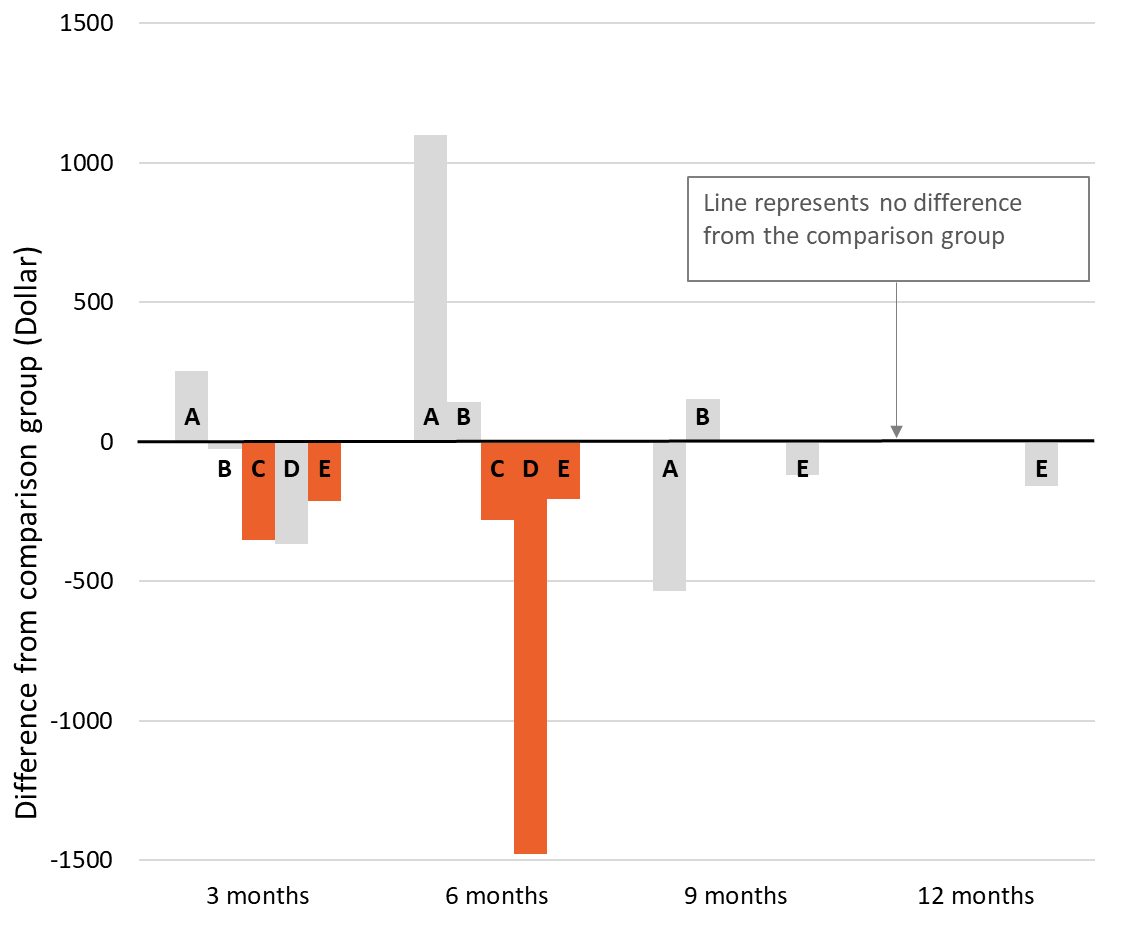 Difference from comparison group (Dollar)
1500
1000
500
0
-500
-1000
-1500
Line represents no difference
from the comparison group
A
B
C
D
E
A
B
C
D
E
A
B
E
E
3 months
6 months
9 months
12 months